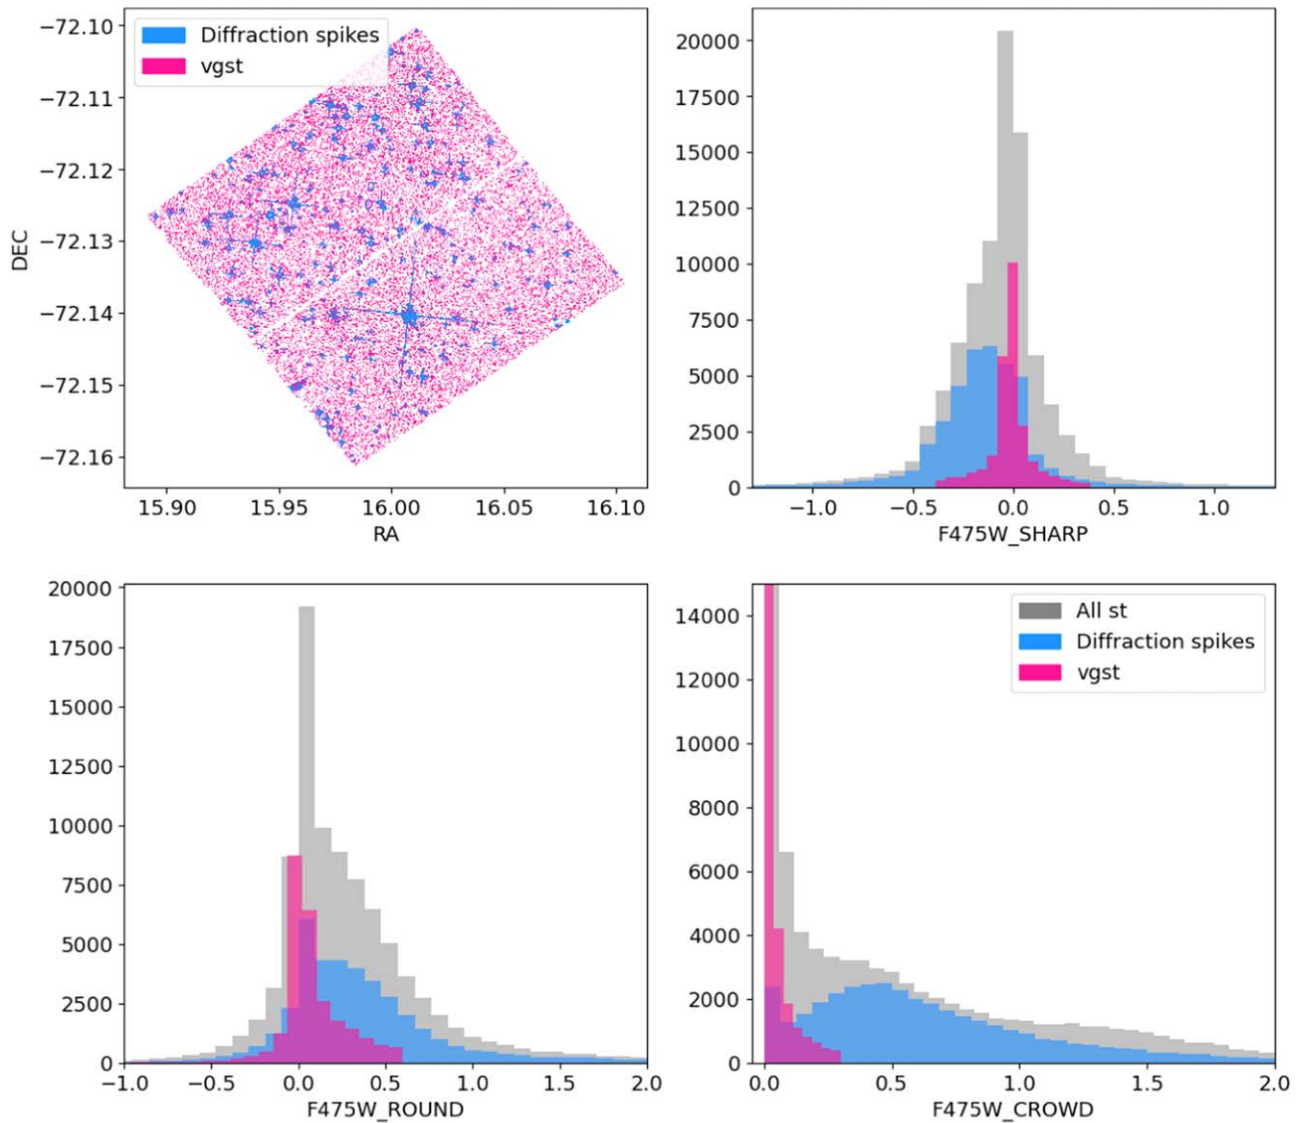 Diffraction spikes
vgst
−72.10
−72.11
−72.12
−72.13
−72.14
−72.15
−72.16
DEC
15.90 15.95 16.00 16.05 16.10
RA
20000
17500
15000
12500
10000
7500
5000
2500
0
−1.0 −0.5 0.0 0.5 1.0
F475W_SHARP
20000
17500
15000
12500
10000
7500
5000
2500
0
−1.0 −0.5 0.0 0.5 1.0 1.5 2.0
F475W_ROUND
All st
Diffraction spikes
vgst
14000
12000
10000
8000
6000
4000
2000
0
0.0 0.5 1.0 1.5 2.0
F475W_CROWD